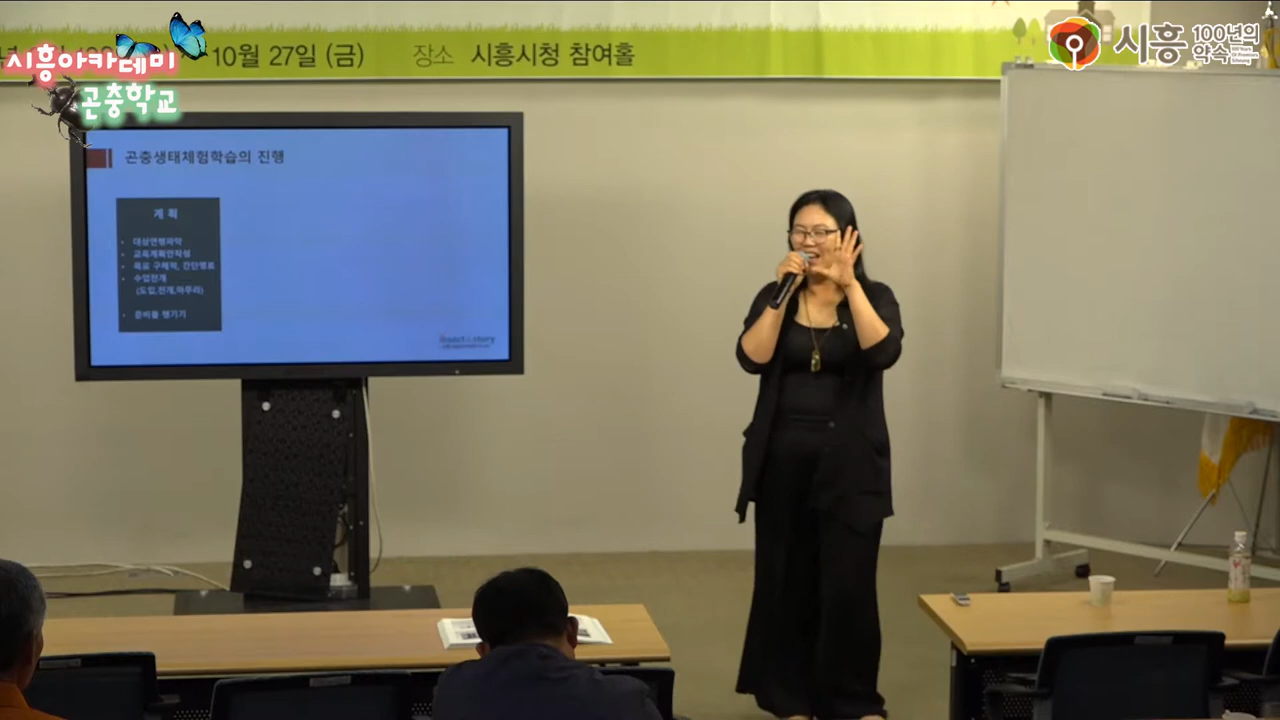 10월 27일 (금) 장소 시흥시청 참여홀
시흥아카데미
곤충학교
시흥 100년의
약속
곤충생태체험학습의 진행
계 획
대상연령파악
교육계획안작성
목표 구체적, 간단명료
수업전개
(도입,전개,마무리)
준비물 챙기기